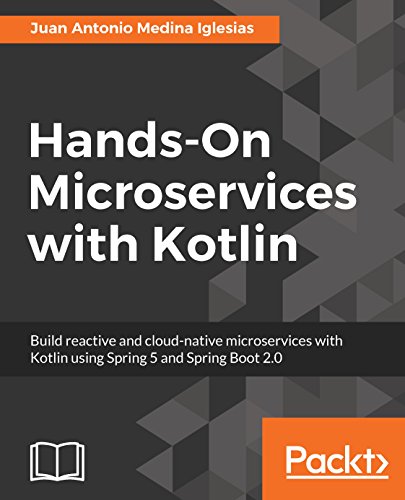 Juan Antonio Medina Iglesias
Hands-On
Microservices
with Kotlin
Build reactive and cloud-native microservices with
Kotlin using Spring 5 and Spring Boot 2.0
Packt>